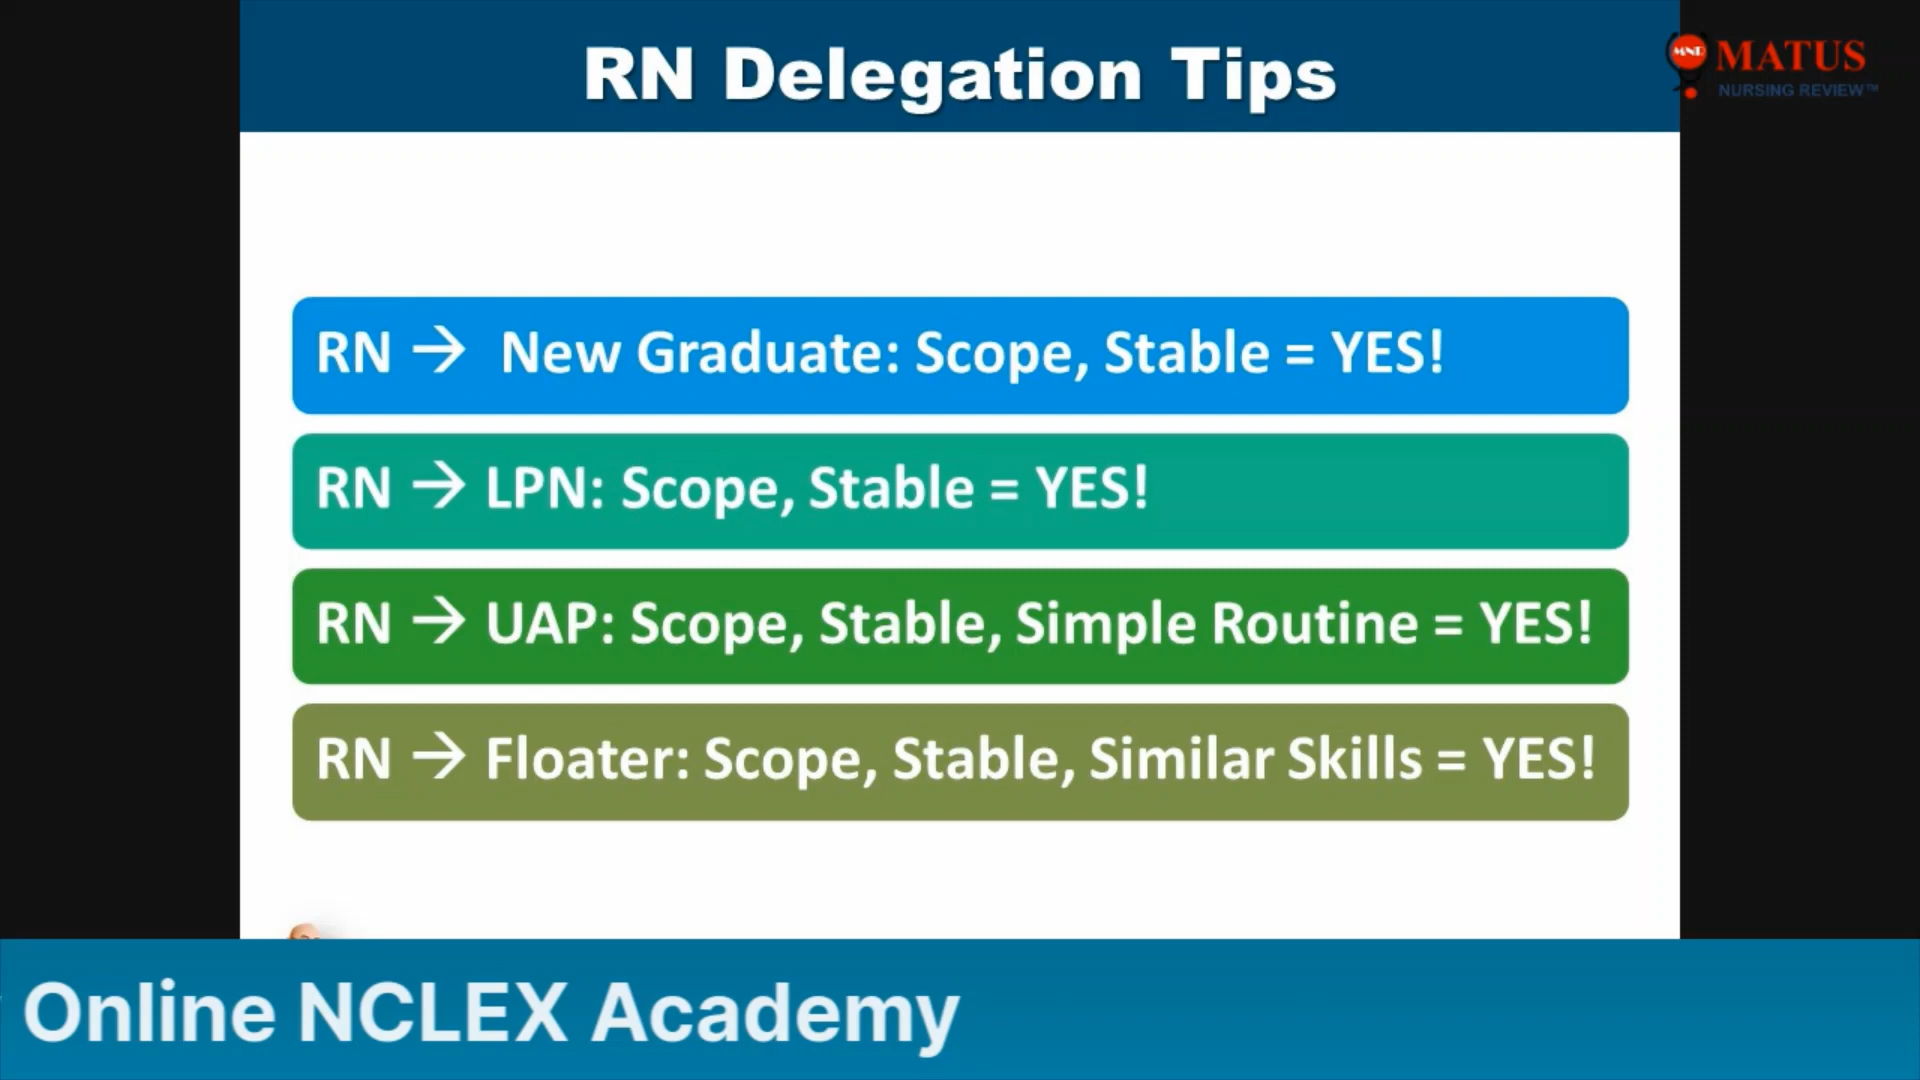 RN Delegation Tips
MNR MATUS
NURSING REVIEW™
RN → New Graduate: Scope, Stable = YES!
RN → LPN: Scope, Stable = YES!
RN → UAP: Scope, Stable, Simple Routine = YES!
RN → Floater: Scope, Stable, Similar Skills = YES!
Online NCLEX Academy